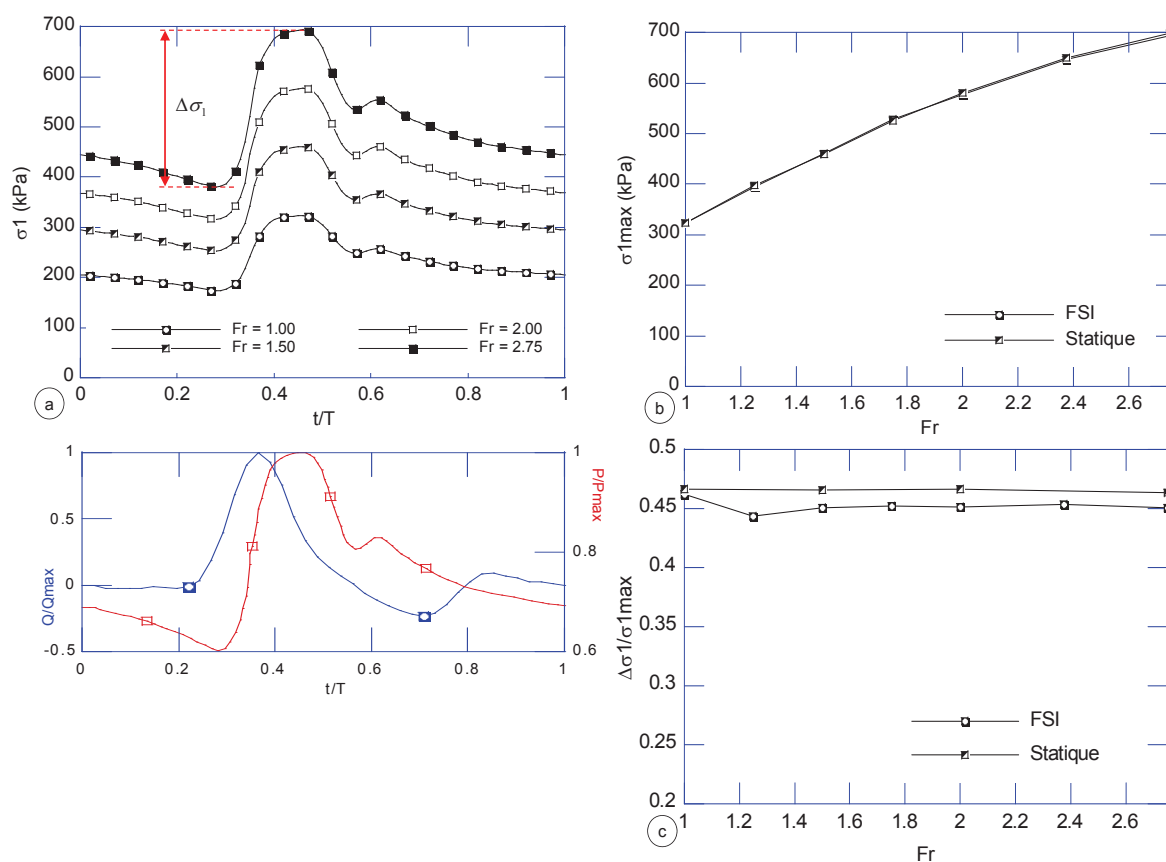 700
600
500
400
300
200
100
0
σ1 (kPa)
Δσ₁
Fr = 1.00
Fr = 2.00
Fr = 1.50
Fr = 2.75
0 0.2 0.4 0.6 0.8 1
t/T
a
700
600
500
400
300
200
100
0
σ1max (kPa)
FSI
Statique
1 1.2 1.4 1.6 1.8 2 2.2 2.4 2.6
Fr
b
1
0.5
0
-0.5
Q/Qmax
1
0.8
0.6
P/Pmax
0 0.2 0.4 0.6 0.8 1
t/T
0.5
0.45
0.4
0.35
0.3
0.25
0.2
Δσ1/σ1max
FSI
Statique
1 1.2 1.4 1.6 1.8 2 2.2 2.4 2.6
Fr
c